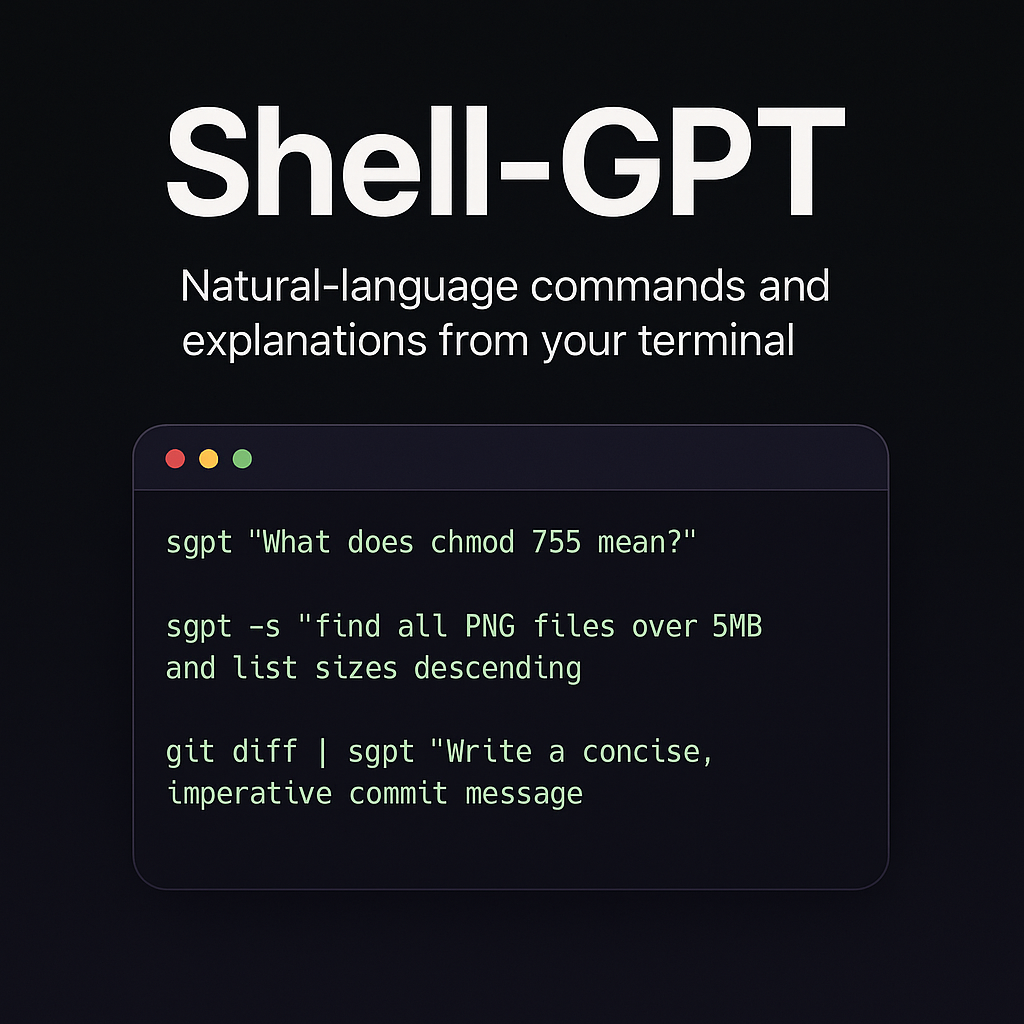 Shell-GPT
Natural-language commands and
explanations from your terminal
sgpt "What does chmod 755 mean?"
sgpt -s "find all PNG files over 5MB
and list sizes descending
git diff | sgpt "Write a concise,
imperative commit message